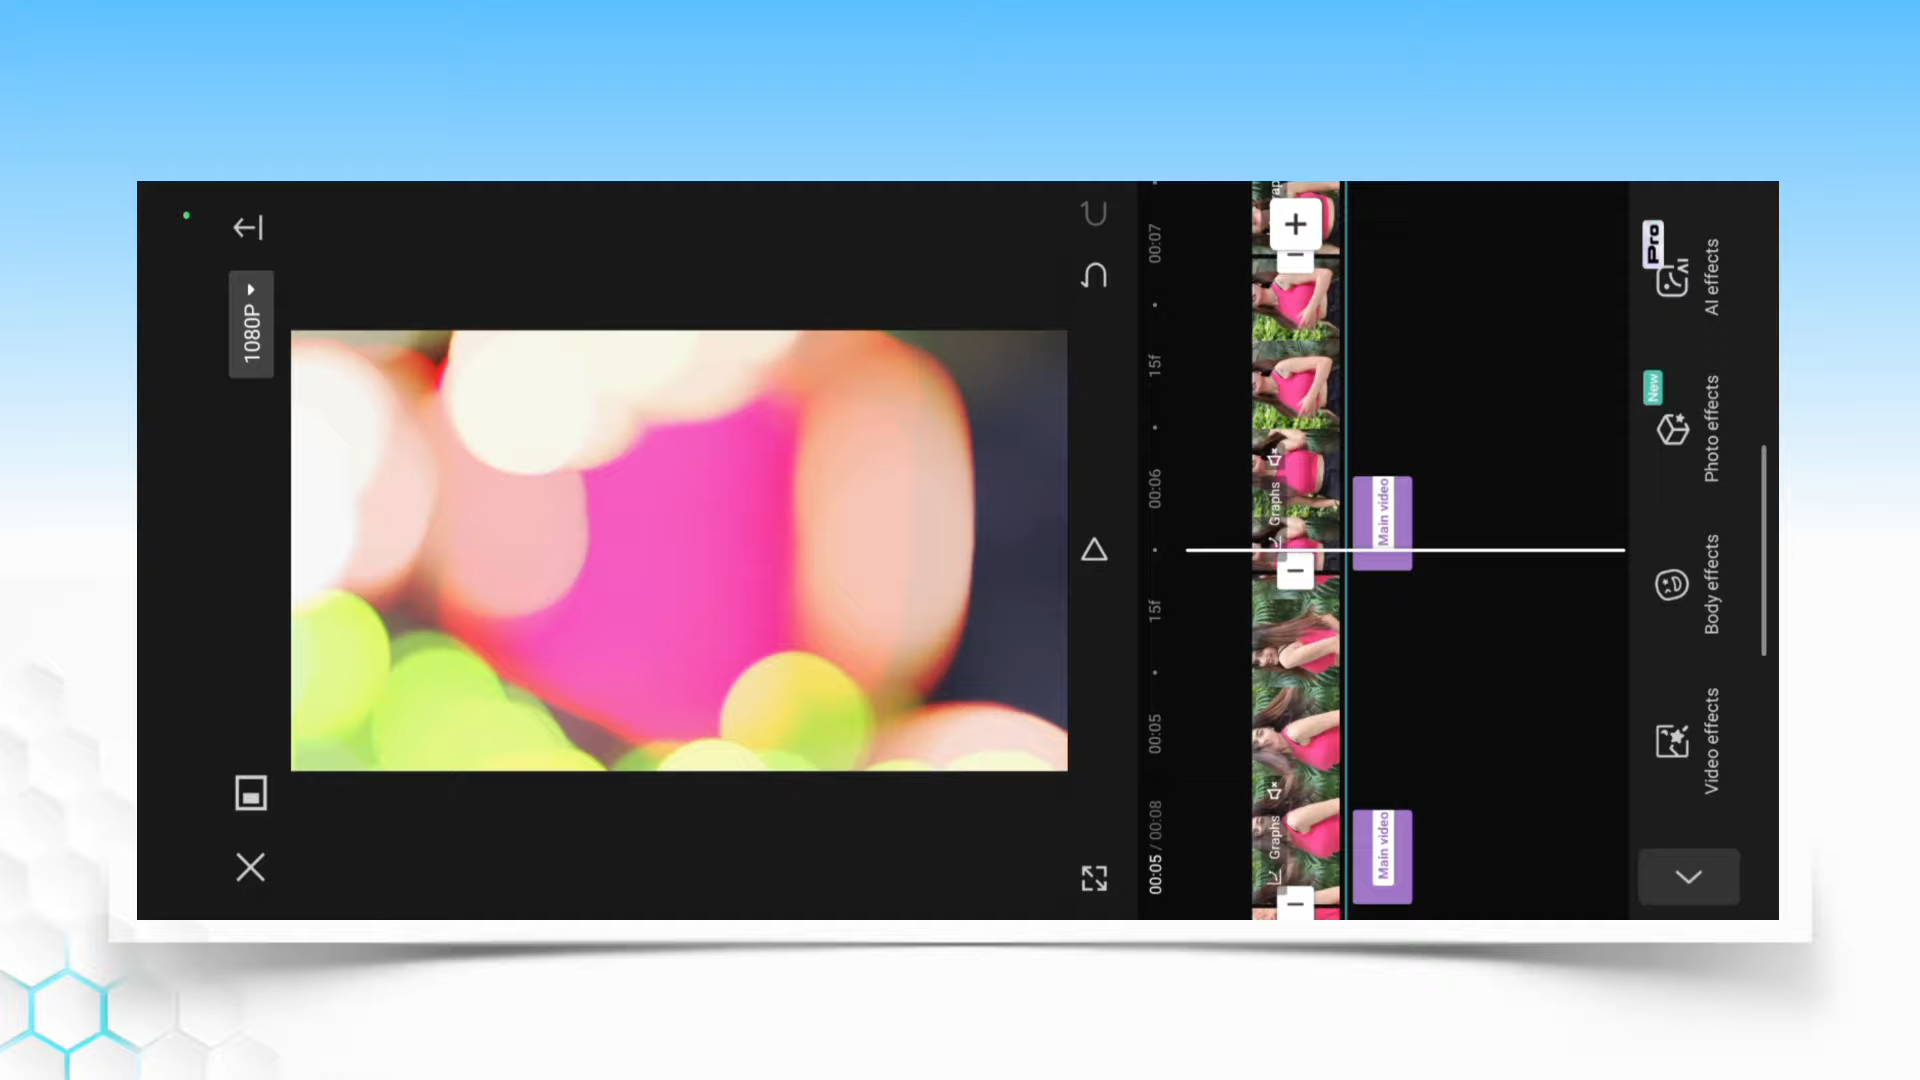 1080P
00:05 / 00:08
00:05
15f
00:06
15f
00:07
Graphs
Graphs
Main video
Main video
Video effects
Body effects
Photo effects
New
AI effects
Pro